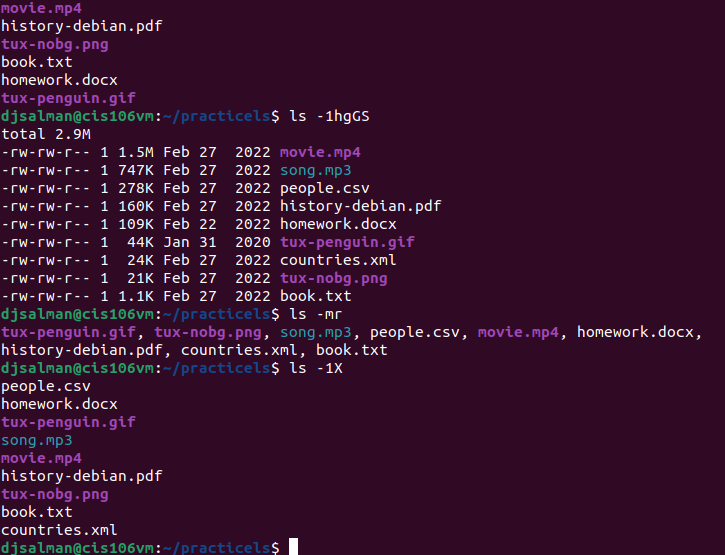 movie.mp4
history-debian.pdf
tux-nobg.png
book.txt
homework.docx
tux-penguin.gif
djsalman@cis106vm:~/practicels$ ls -1hgGS
total 2.9M
-rw-rw-r-- 1 1.5M Feb 27  2022 movie.mp4
-rw-rw-r-- 1 747K Feb 27  2022 song.mp3
-rw-rw-r-- 1 278K Feb 27  2022 people.csv
-rw-rw-r-- 1 160K Feb 27  2022 history-debian.pdf
-rw-rw-r-- 1 109K Feb 22  2022 homework.docx
-rw-rw-r-- 1  44K Jan 31  2020 tux-penguin.gif
-rw-rw-r-- 1  24K Feb 27  2022 countries.xml
-rw-rw-r-- 1  21K Feb 27  2022 tux-nobg.png
-rw-rw-r-- 1 1.1K Feb 27  2022 book.txt
djsalman@cis106vm:~/practicels$ ls -mr
tux-penguin.gif, tux-nobg.png, song.mp3, people.csv, movie.mp4, homework.docx,
history-debian.pdf, countries.xml, book.txt
djsalman@cis106vm:~/practicels$ ls -1X
people.csv
homework.docx
tux-penguin.gif
song.mp3
movie.mp4
history-debian.pdf
tux-nobg.png
book.txt
countries.xml
djsalman@cis106vm:~/practicels$